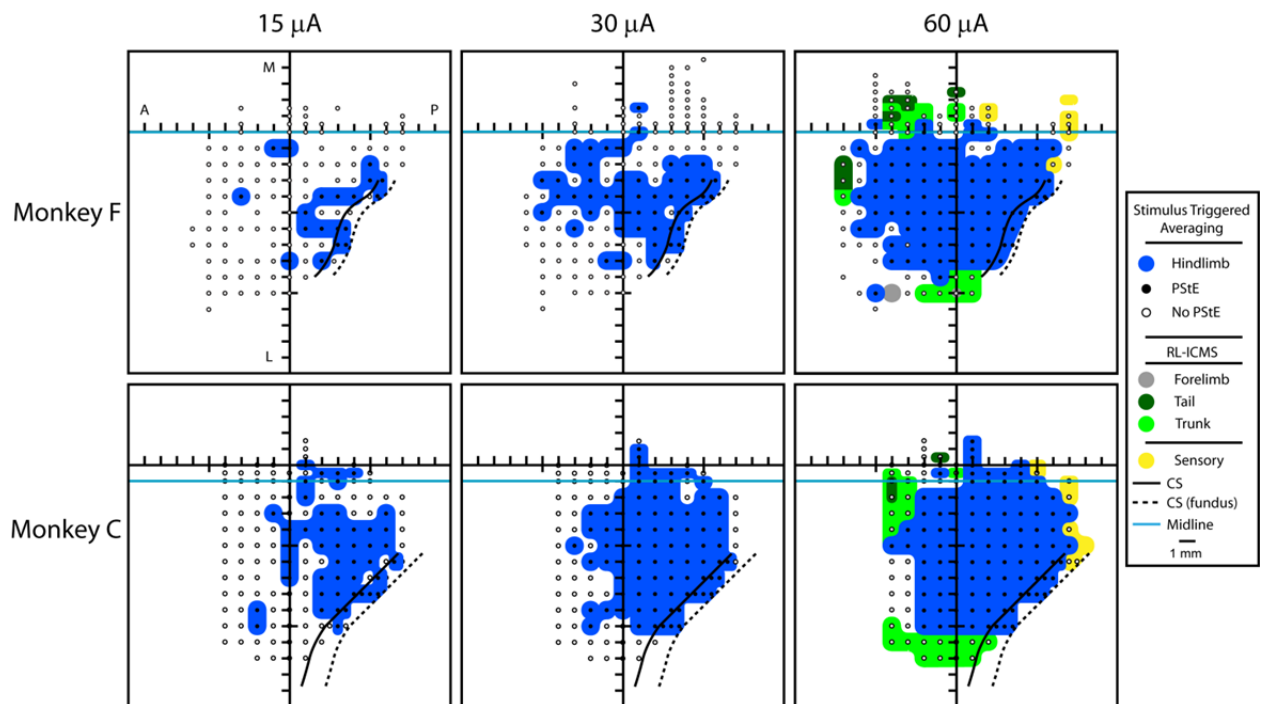 15 µA
30 µA
60 µA
M
A
P
L
Monkey F
Monkey C
Stimulus Triggered
Averaging
Hindlimb
PStE
No PStE
RL-ICMS
Forelimb
Tail
Trunk
Sensory
CS
CS (fundus)
Midline
1 mm